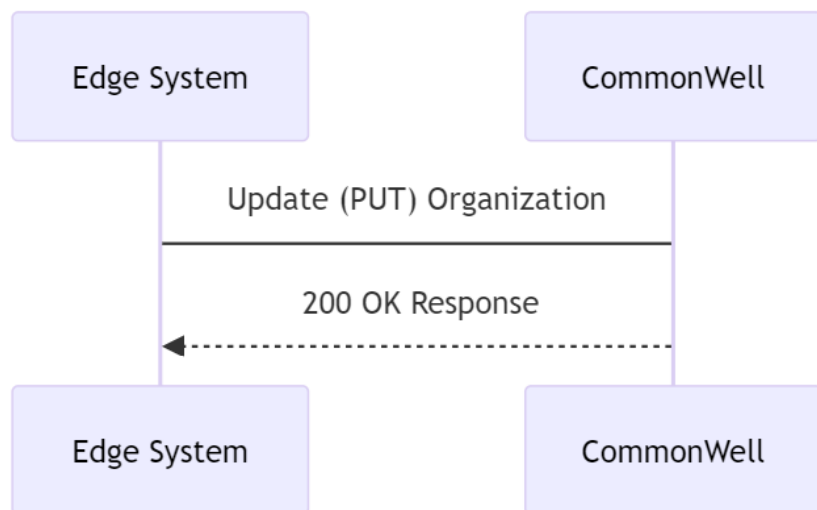 Edge System
CommonWell
Update (PUT) Organization
200 OK Response
Edge System
CommonWell